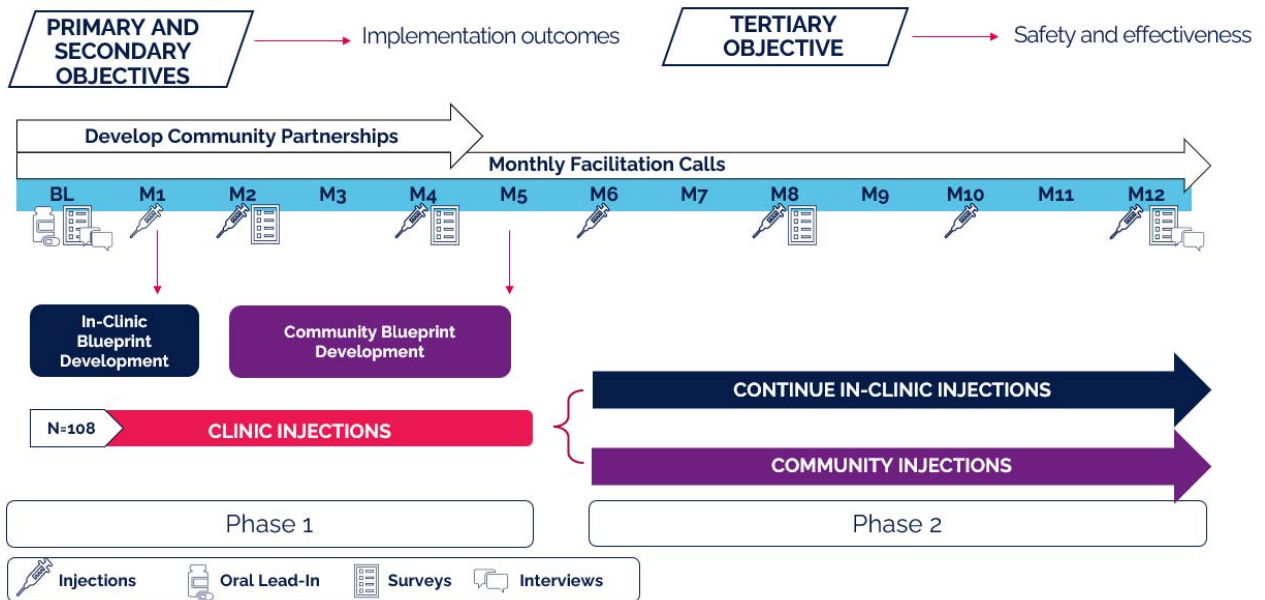 PRIMARY AND
SECONDARY
OBJECTIVES
Implementation outcomes
TERTIARY
OBJECTIVE
Safety and effectiveness
Develop Community Partnerships
Monthly Facilitation Calls
BL M1 M2 M3 M4 M5 M6 M7 M8 M9 M10 M11 M12
In-Clinic
Blueprint
Development
Community Blueprint
Development
CONTINUE IN-CLINIC INJECTIONS
N=108
CLINIC INJECTIONS
COMMUNITY INJECTIONS
Phase 1
Phase 2
Injections
Oral Lead-In
Surveys
Interviews